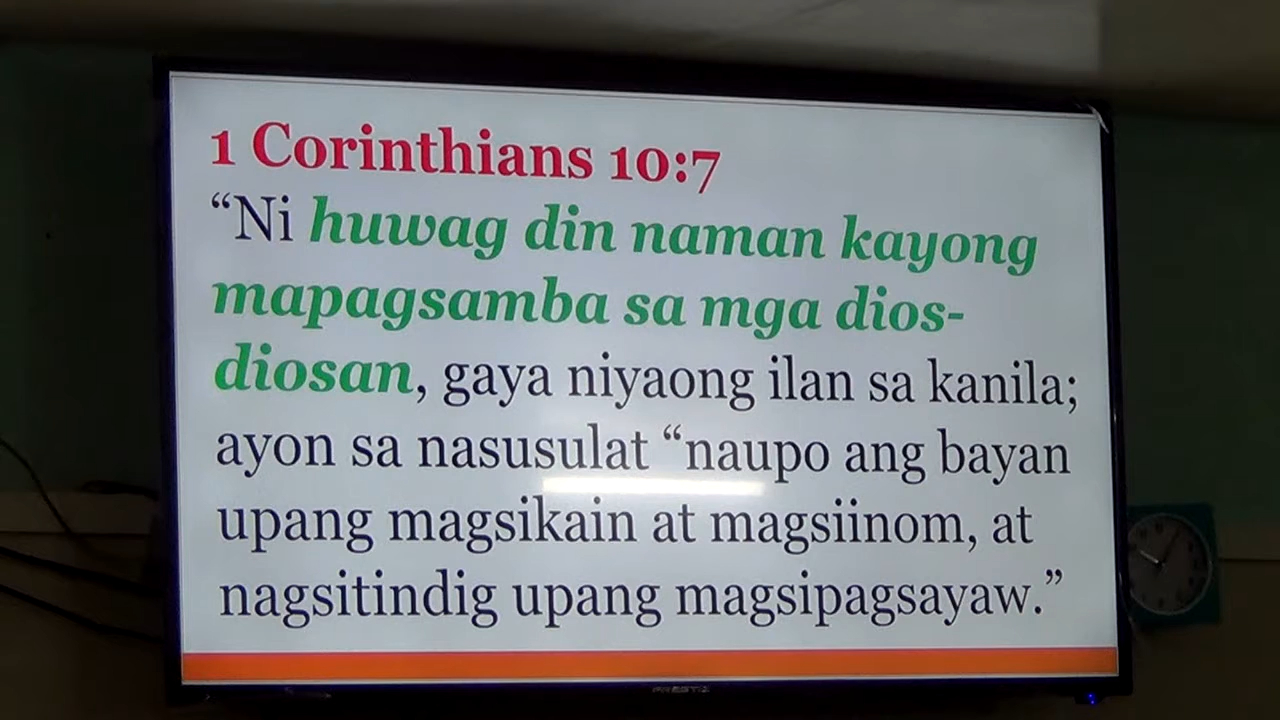 1 Corinthians 10:7
“Ni huwag din naman kayong
mapagsamba sa mga dios-
diosan, gaya niyaong ilan sa kanila;
ayon sa nasusulat “naupo ang bayan
upang magsikain at magsiinom, at
nagsitindig upang magsipagsayaw.”